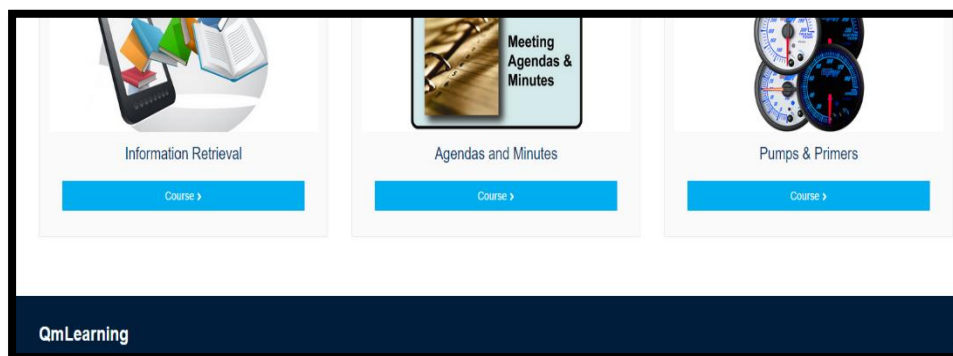 Meeting
Agendas &
Minutes
Information Retrieval
Agendas and Minutes
Pumps & Primers
Course ›
Course ›
Course ›
QmLearning